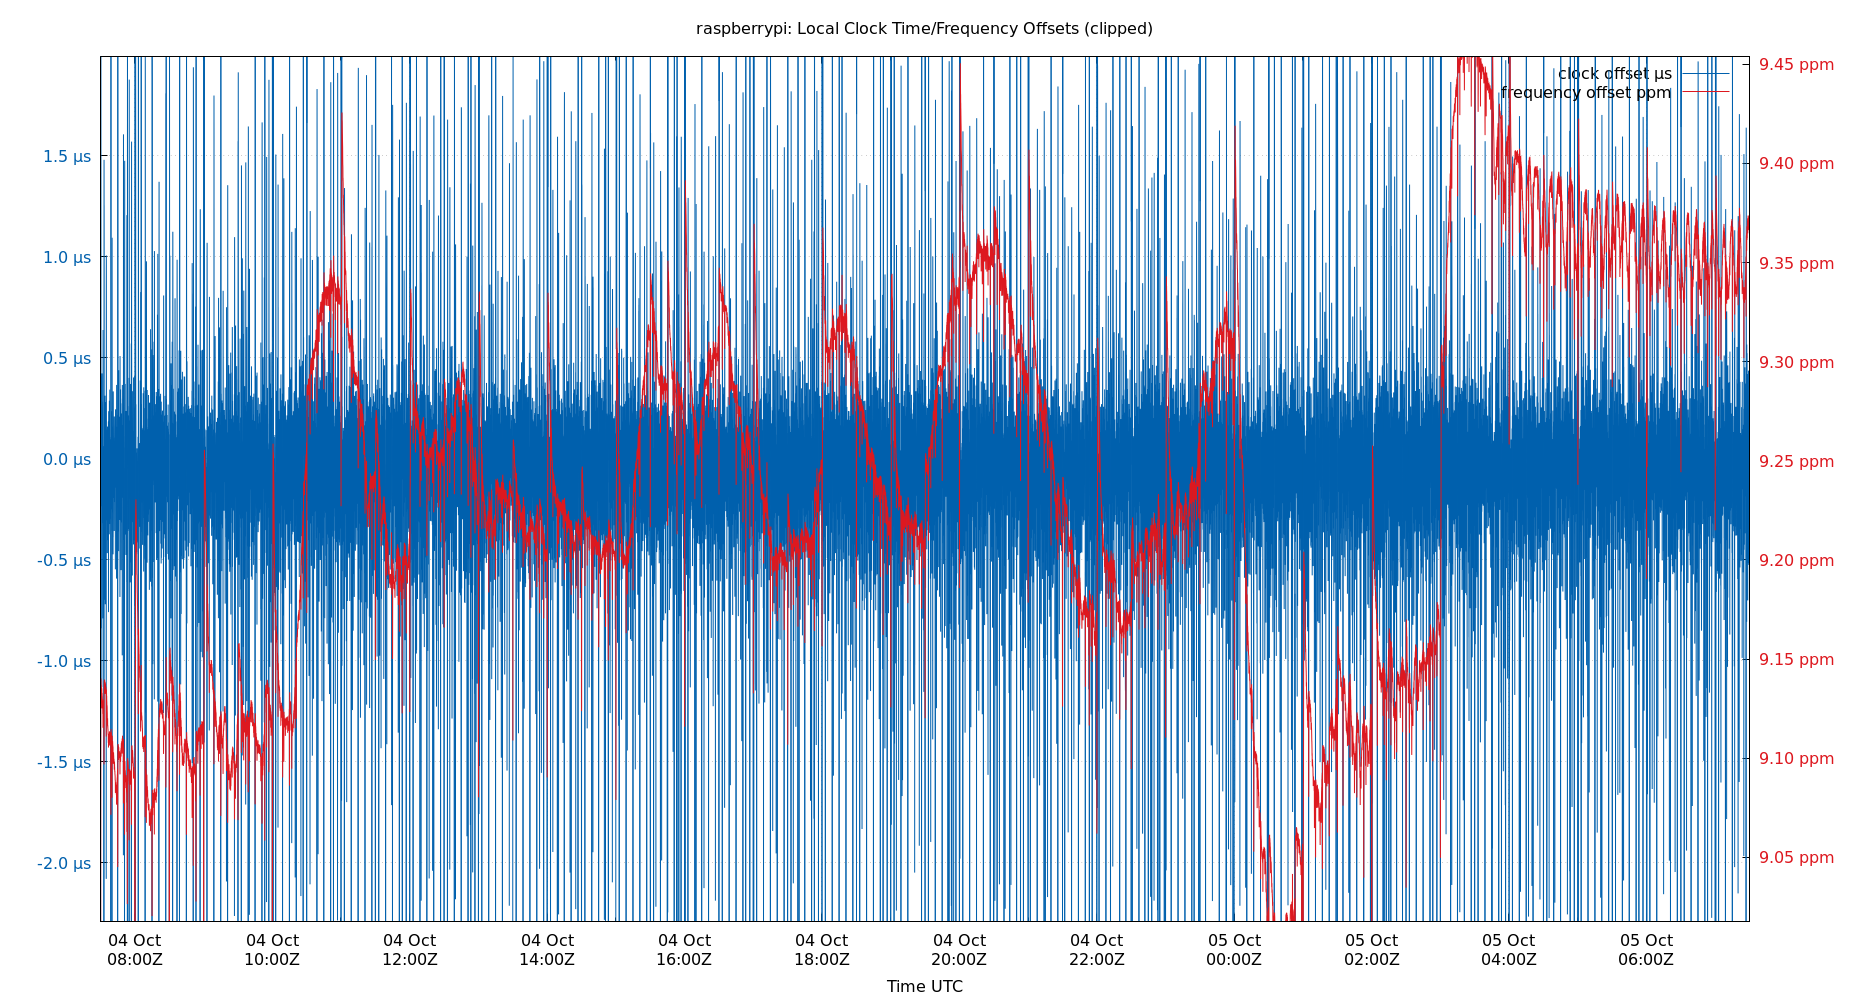 raspberrypi: Local Clock Time/Frequency Offsets (clipped)
clock offset µs
frequency offset ppm
1.5 µs
1.0 µs
0.5 µs
0.0 µs
-0.5 µs
-1.0 µs
-1.5 µs
-2.0 µs
9.45 ppm
9.40 ppm
9.35 ppm
9.30 ppm
9.25 ppm
9.20 ppm
9.15 ppm
9.10 ppm
9.05 ppm
04 Oct 04 Oct 04 Oct 04 Oct 04 Oct 04 Oct 04 Oct 04 Oct 05 Oct 05 Oct 05 Oct 05 Oct
08:00Z 10:00Z 12:00Z 14:00Z 16:00Z 18:00Z 20:00Z 22:00Z 00:00Z 02:00Z 04:00Z 06:00Z
Time UTC